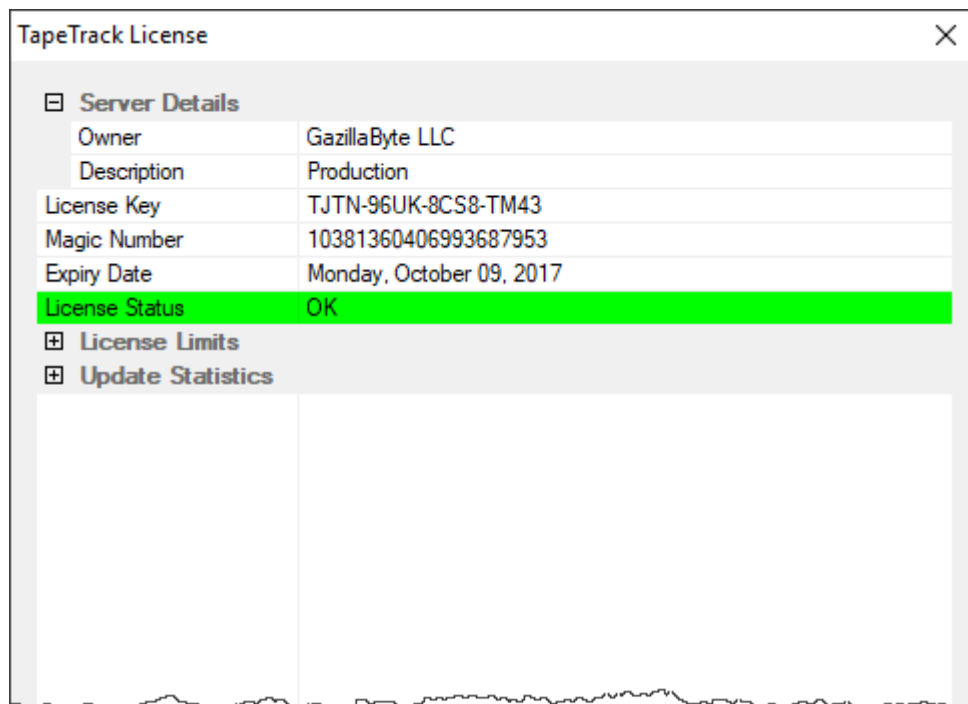 TapeTrack License
Server Details
Owner GazillaByte LLC
Description Production
License Key TJTN-96UK-8CS8-TM43
Magic Number 10381360406993687953
Expiry Date Monday, October 09, 2017
License Status OK
License Limits
Update Statistics